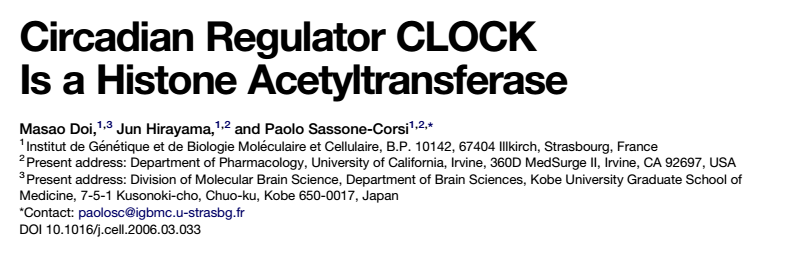 Circadian Regulator CLOCK
Is a Histone Acetyltransferase
Masao Doi,1,3 Jun Hirayama,1,2 and Paolo Sassone-Corsi1,2,*
1 Institut de Génétique et de Biologie Moléculaire et Cellulaire, B.P. 10142, 67404 Illkirch, Strasbourg, France
2 Present address: Department of Pharmacology, University of California, Irvine, 360D MedSurge II, Irvine, CA 92697, USA
3 Present address: Division of Molecular Brain Science, Department of Brain Sciences, Kobe University Graduate School of
Medicine, 7-5-1 Kusonoki-cho, Chuo-ku, Kobe 650-0017, Japan
*Contact: paolosc@igbmc.u-strasbg.fr
DOI 10.1016/j.cell.2006.03.033